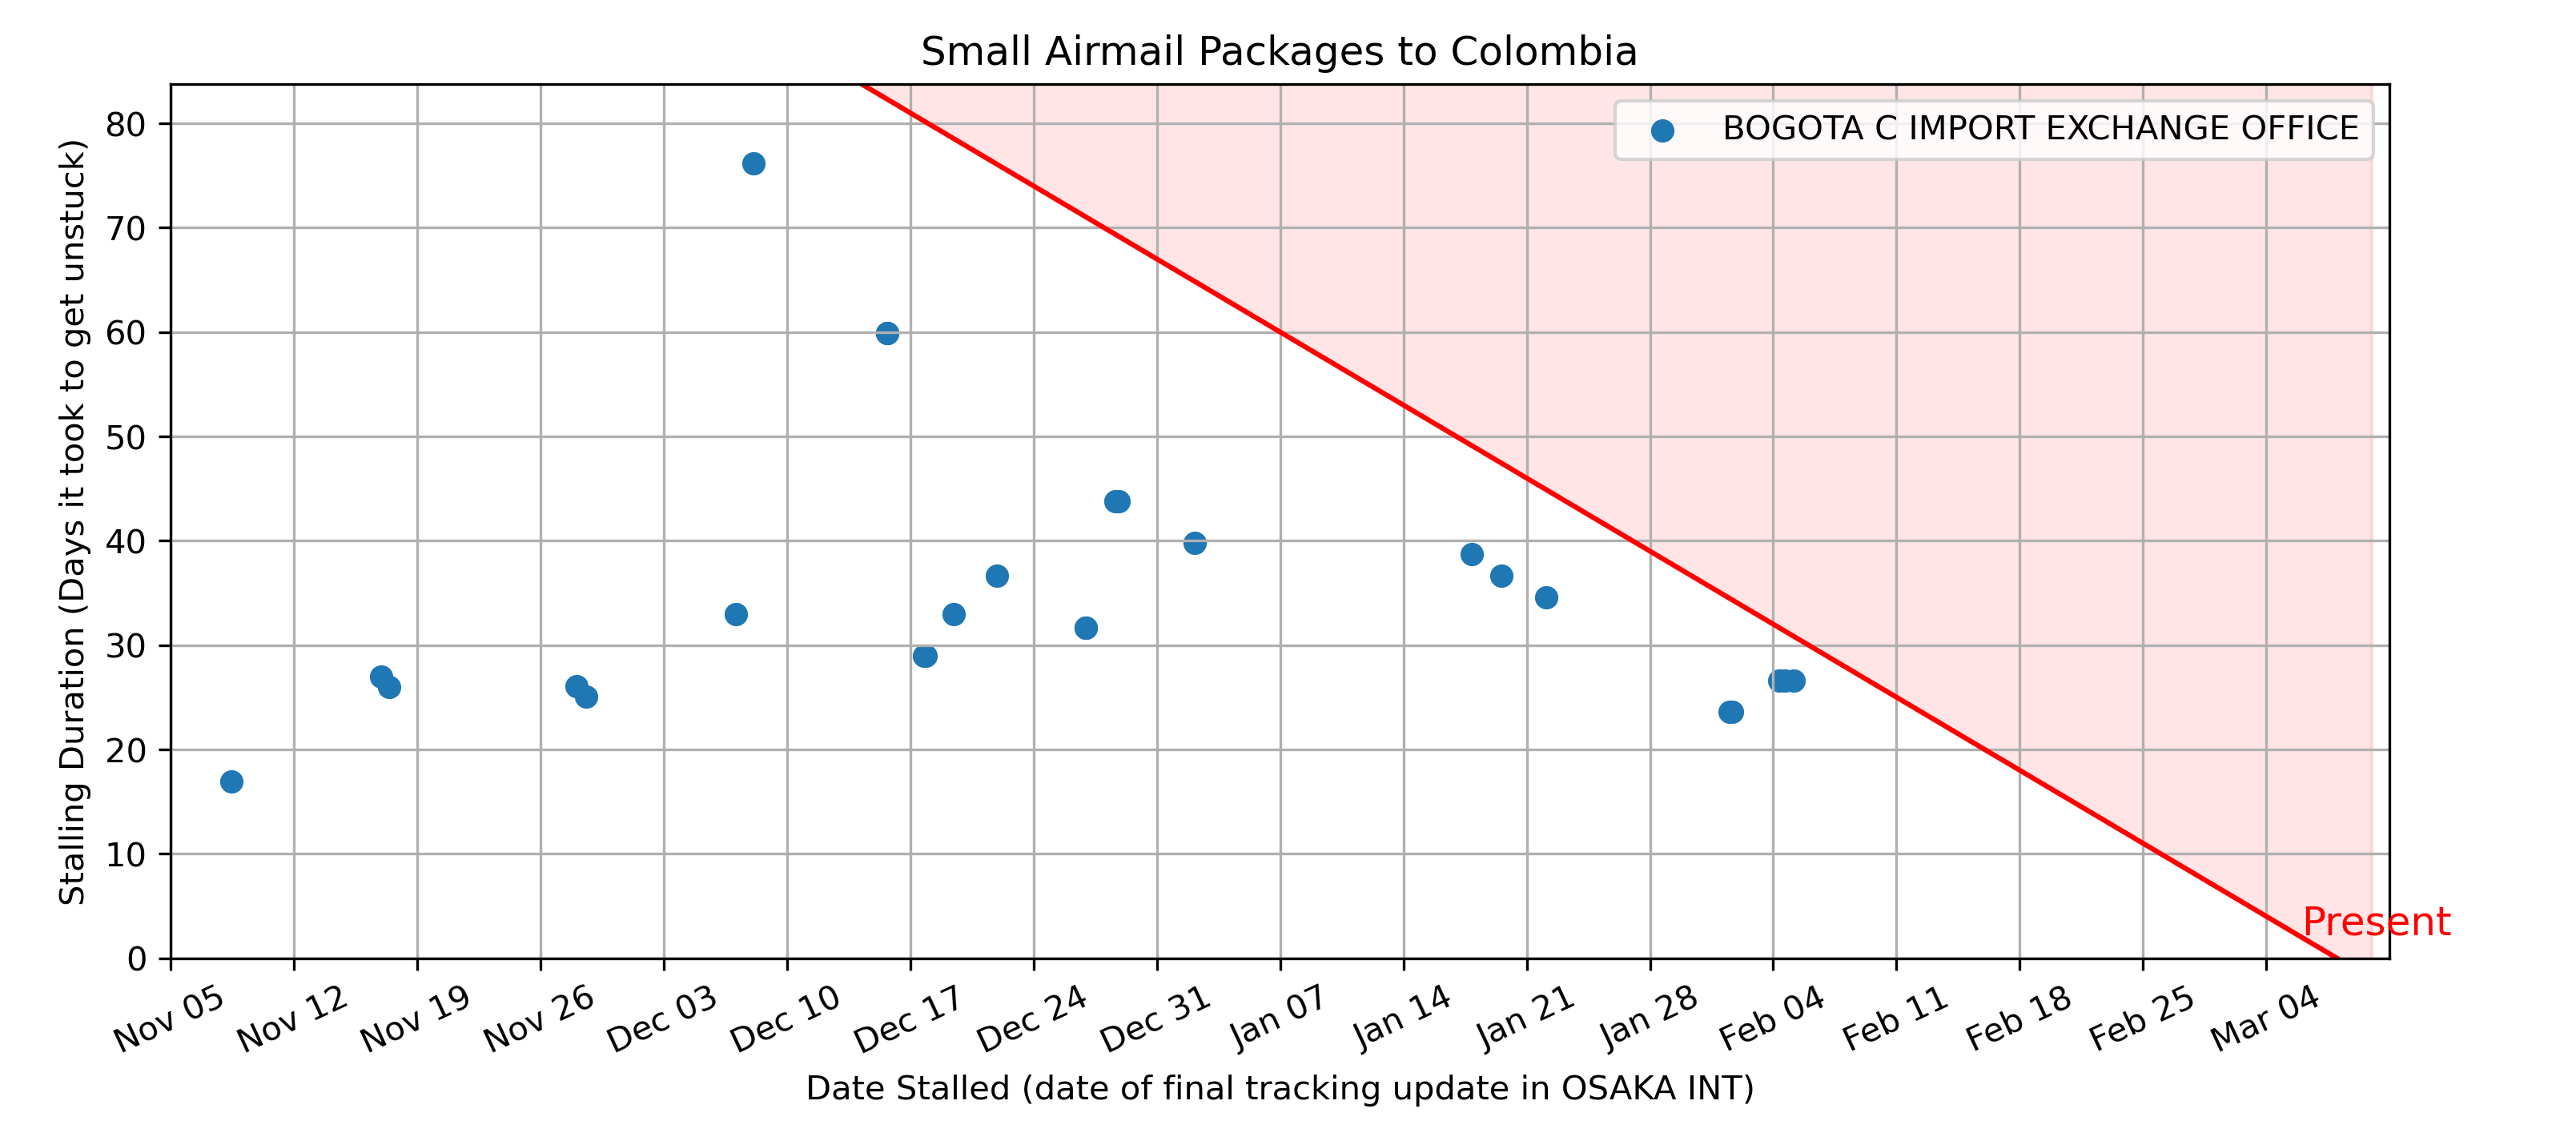 Small Airmail Packages to Colombia
BOGOTA C IMPORT EXCHANGE OFFICE
Stalling Duration (Days it took to get unstuck)
80
70
60
50
40
30
20
10
0
Present
Nov 05
Nov 12
Nov 19
Nov 26
Dec 03
Dec 10
Dec 17
Dec 24
Dec 31
Jan 07
Jan 14
Jan 21
Jan 28
Feb 04
Feb 11
Feb 18
Feb 25
Mar 04
Date Stalled (date of final tracking update in OSAKA INT)